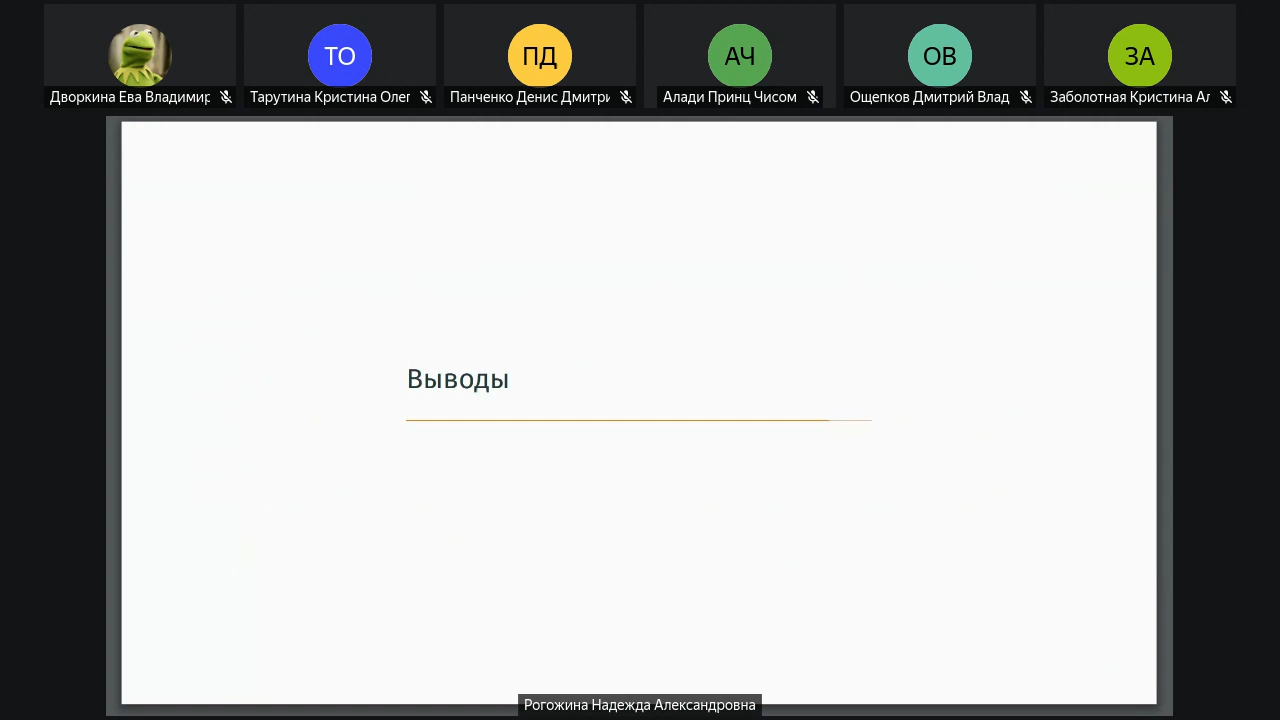 ТО
ПД
АЧ
ОВ
ЗА
Дворкина Ева Владимир
Тарутина Кристина Олег
Панченко Денис Дмитри
Алади Принц Чисом
Ощепков Дмитрий Влад
Заболотная Кристина Ал
Выводы
Рогожина Надежда Александровна